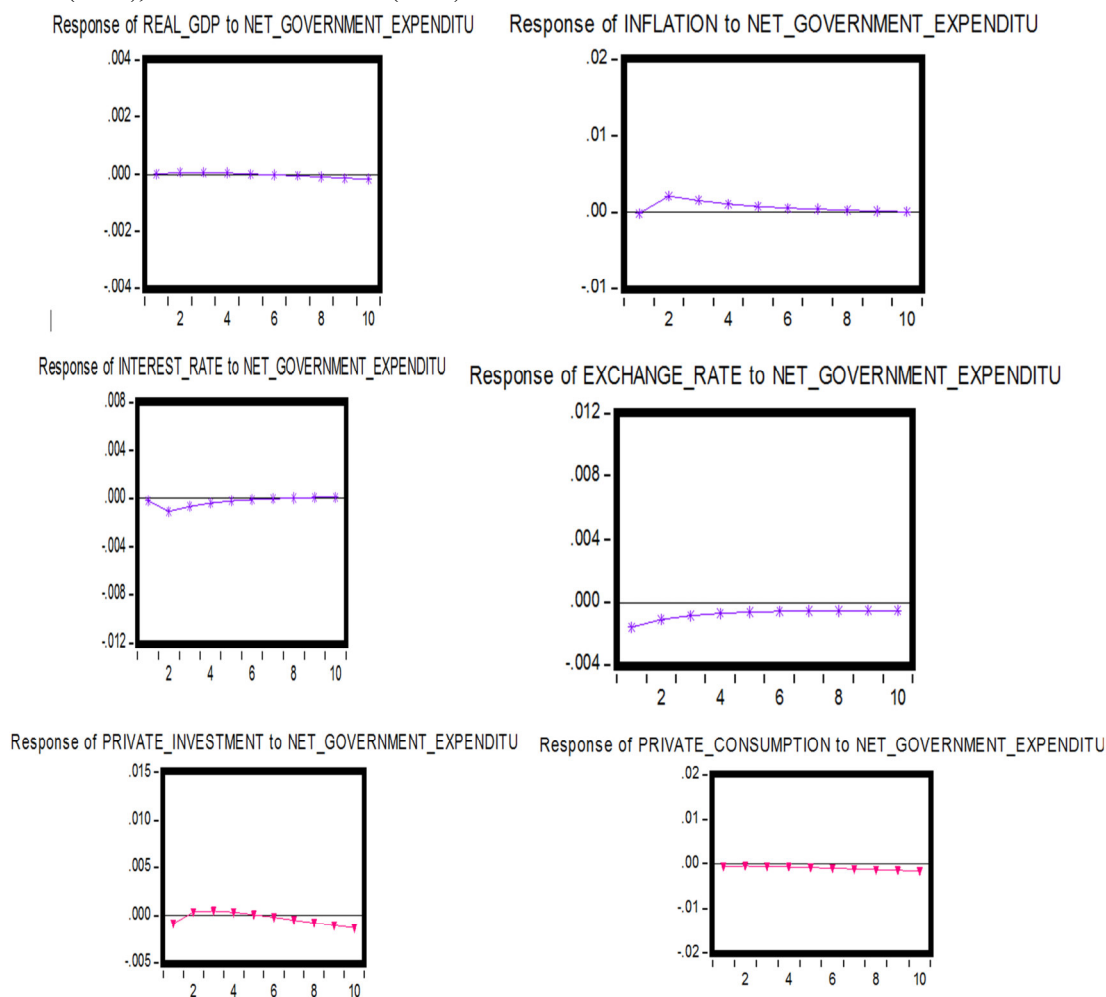 Response of REAL_GDP to NET_GOVERNMENT_EXPENDITU
.004
.002
.000
-.002
-.004
2 4 6 8 10
Response of INFLATION to NET_GOVERNMENT_EXPENDITU
.02
.01
.00
-.01
2 4 6 8 10
Response of INTEREST_RATE to NET_GOVERNMENT_EXPENDITU
.008
.004
.000
-.004
-.008
-.012
2 4 6 8 10
Response of EXCHANGE_RATE to NET_GOVERNMENT_EXPENDITU
.012
.008
.004
.000
-.004
2 4 6 8 10
Response of PRIVATE_INVESTMENT to NET_GOVERNMENT_EXPENDITU
.015
.010
.005
.000
-.005
2 4 6 8 10
Response of PRIVATE_CONSUMPTION to NET_GOVERNMENT_EXPENDITU
.02
.01
.00
-.01
-.02
2 4 6 8 10